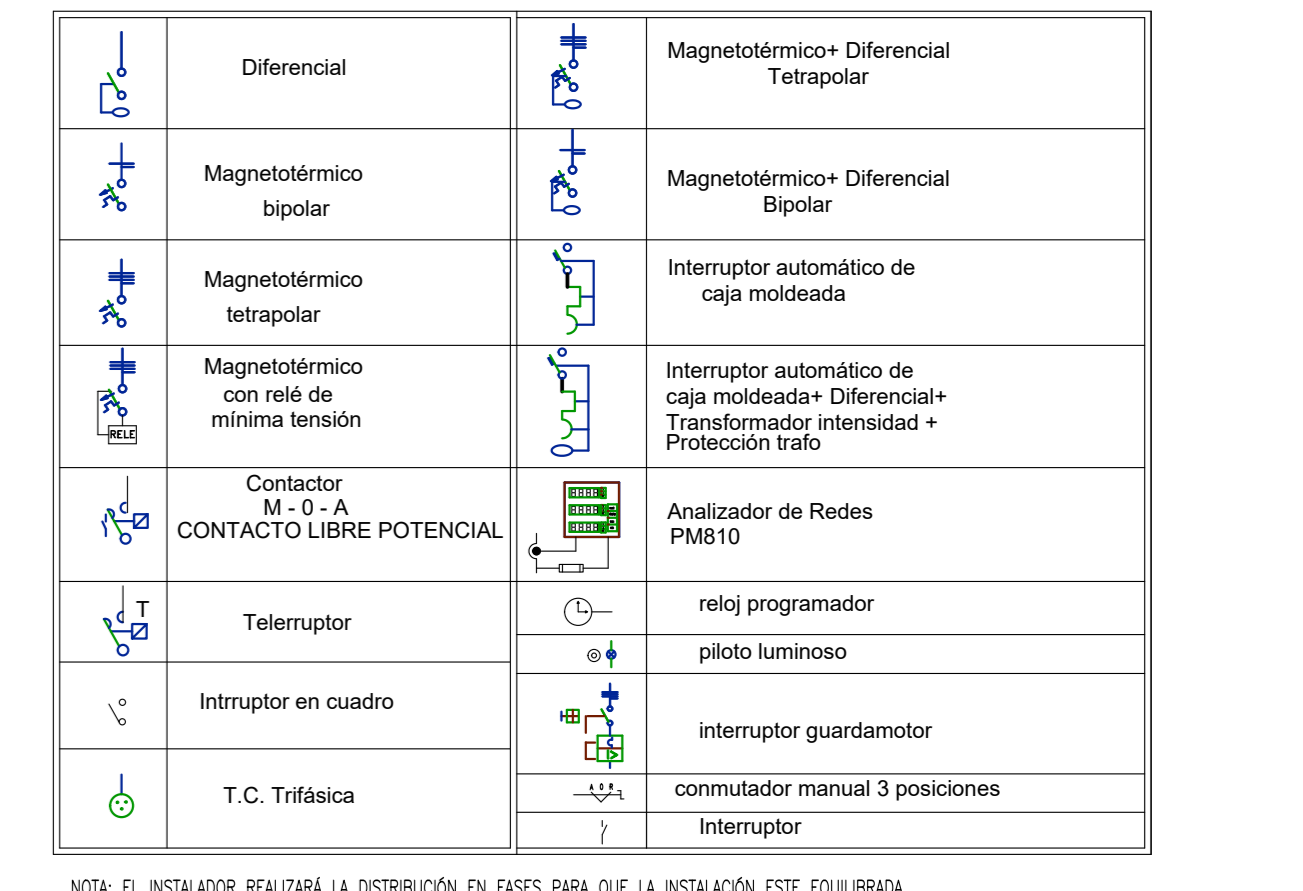 Diferencial
Magnetotérmico
bipolar
Magnetotérmico
tetrapolar
Magnetotérmico
con relé de
mínima tensión
RELE
Contactor
M - 0 - A
CONTACTO LIBRE POTENCIAL
T
Telerruptor
Intrruptor en cuadro
T.C. Trifásica
Magnetotérmico+ Diferencial
Tetrapolar
Magnetotérmico+ Diferencial
Bipolar
Interruptor automático de
caja moldeada
Interruptor automático de
caja moldeada+ Diferencial+
Transformador intensidad +
Protección trafo
Analizador de Redes
PM810
reloj programador
piloto luminoso
interruptor guardamotor
A O R
conmutador manual 3 posiciones
Interruptor
NOTA: EL INSTALADOR REALIZARÁ LA DISTRIBUCIÓN EN FASES PARA QUE LA INSTALACIÓN ESTE EQUILIBRADA